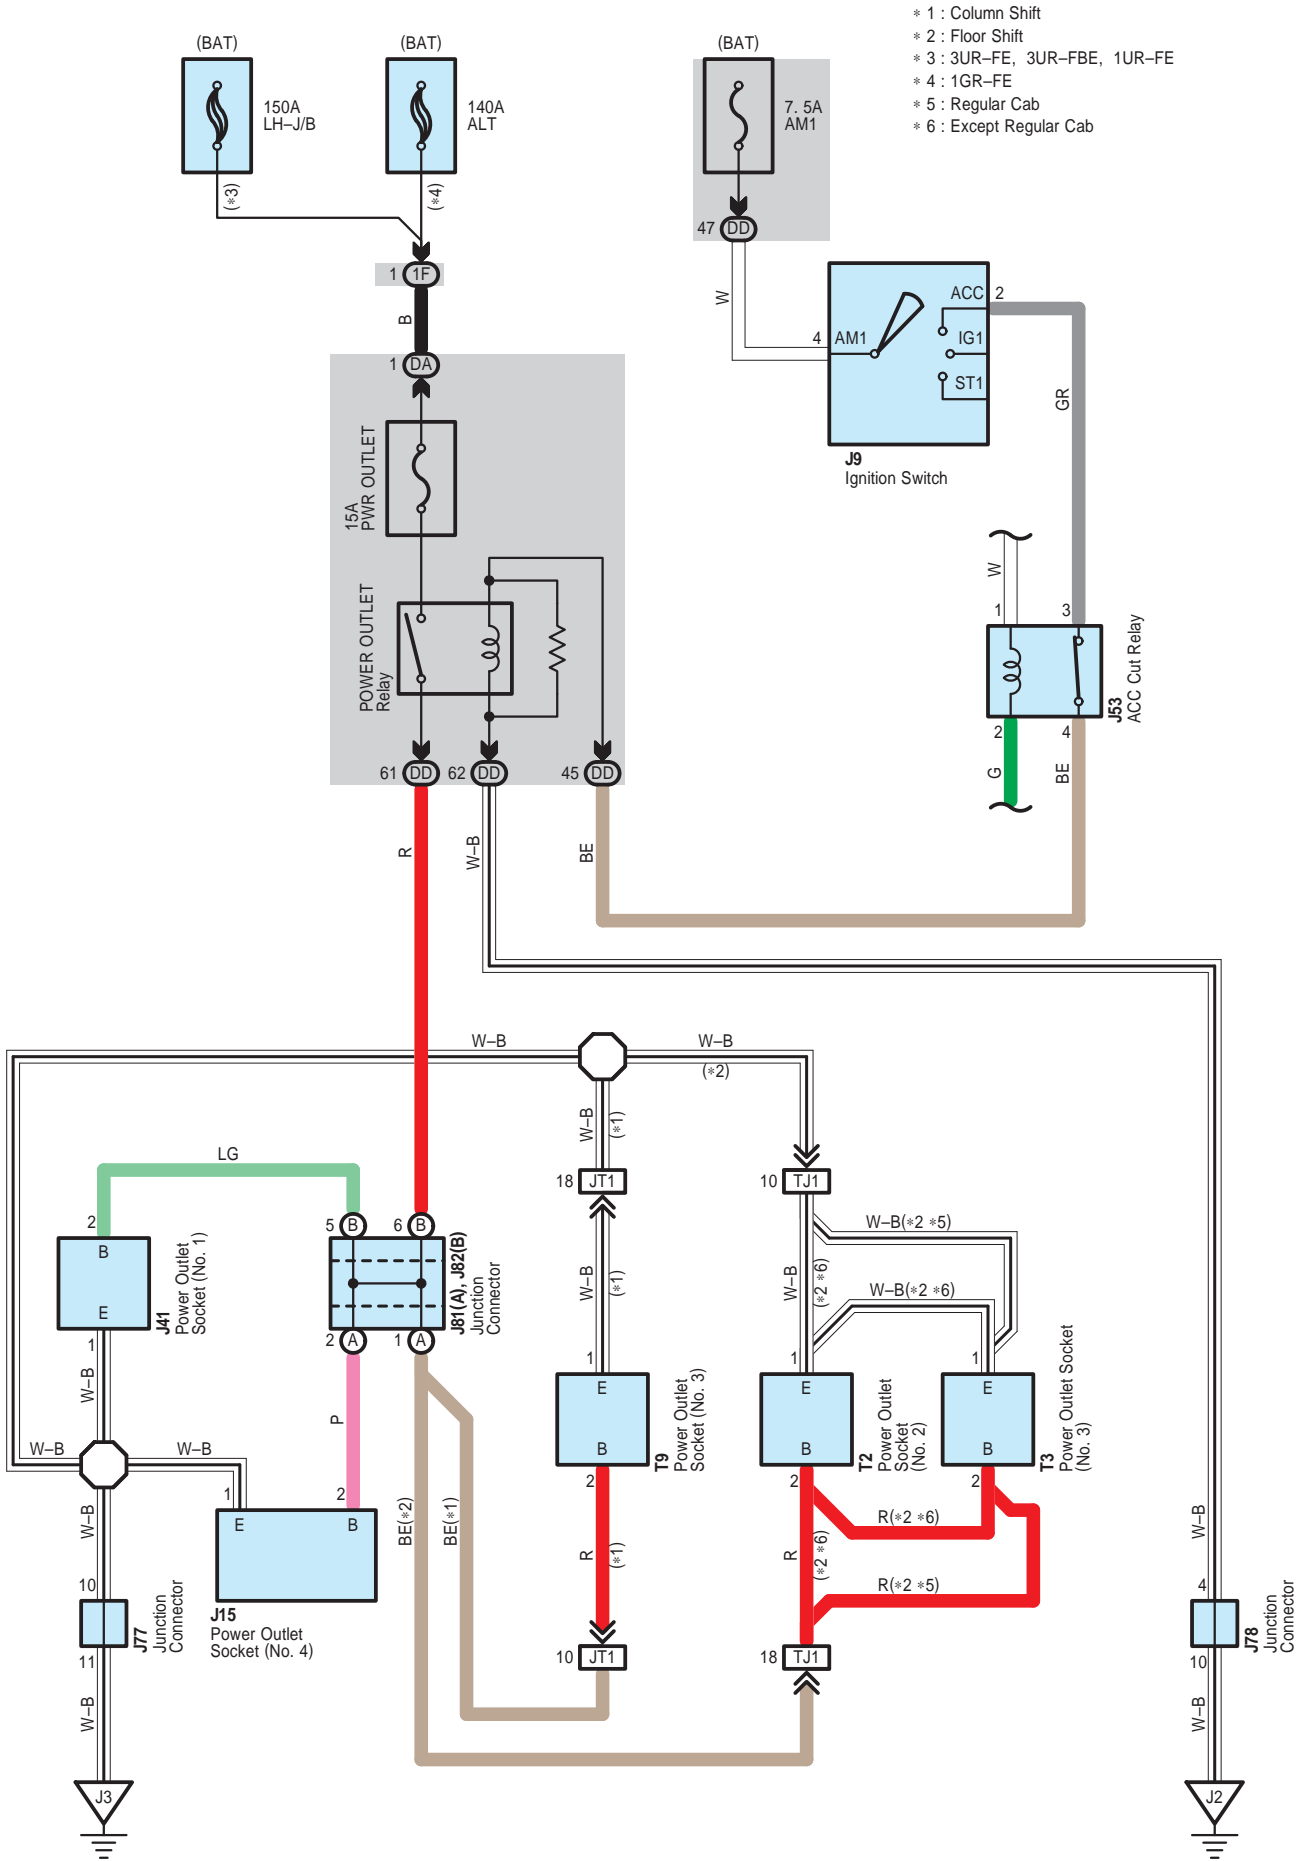 * 1 : Column Shift
* 2 : Floor Shift
* 3 : 3UR–FE, 3UR–FBE, 1UR–FE
* 4 : 1GR–FE
* 5 : Regular Cab
* 6 : Except Regular Cab
(BAT)
(BAT)
(BAT)
150A
LH–J/B
140A
ALT
7. 5A
AM1
(*3)
(*4)
47 DD
1 1F
W
B
ACC 2
4 AM1
IG1
ST1
J9
Ignition Switch
GR
1 DA
15A
PWR OUTLET
POWER OUTLET
Relay
W
1
3
J53
ACC Cut Relay
2
4
G
BE
61 DD
62 DD
45 DD
R
W–B
BE
W–B
W–B
(*2)
W–B
(*1)
LG
18 JT1
10 TJ1
2
B
E
1
J41
Power Outlet
Socket (No. 1)
5 B
6 B
J81(A), J82(B)
Junction
Connector
2 A
1 A
W–B
(*1)
W–B
(*2 *6)
W–B(*2 *5)
W–B(*2 *6)
W–B
P
1
E
B
2
T9
Power Outlet
Socket (No. 3)
1
E
B
2
T2
Power Outlet
Socket
(No. 2)
1
E
B
2
T3
Power Outlet Socket
(No. 3)
W–B
W–B
1
2
E
B
J15
Power Outlet
Socket (No. 4)
W–B
BE(*2)
BE(*1)
R
(*1)
R
(*2 *6)
R(*2 *6)
R(*2 *5)
W–B
10
J77
Junction
Connector
11
10 JT1
18 TJ1
4
J78
Junction
Connector
10
W–B
W–B
J3
J2